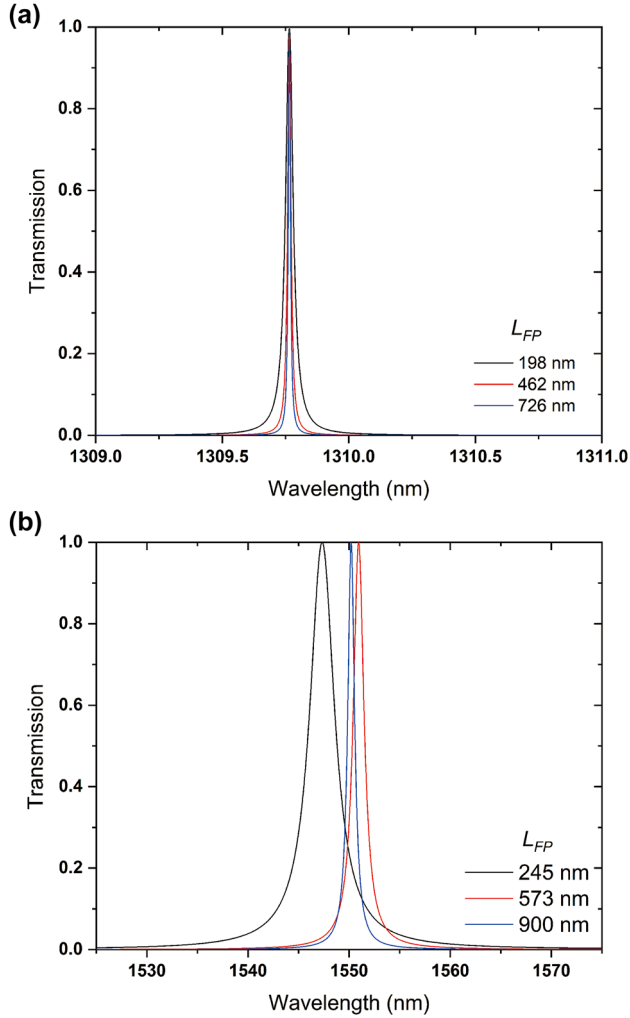 (a)
1.0
0.8
0.6
0.4
0.2
0.0
Transmission
L_FP
198 nm
462 nm
726 nm
1309.0 1309.5 1310.0 1310.5 1311.0
Wavelength (nm)
(b)
1.0
0.8
0.6
0.4
0.2
0.0
Transmission
L_FP
245 nm
573 nm
900 nm
1530 1540 1550 1560 1570
Wavelength (nm)